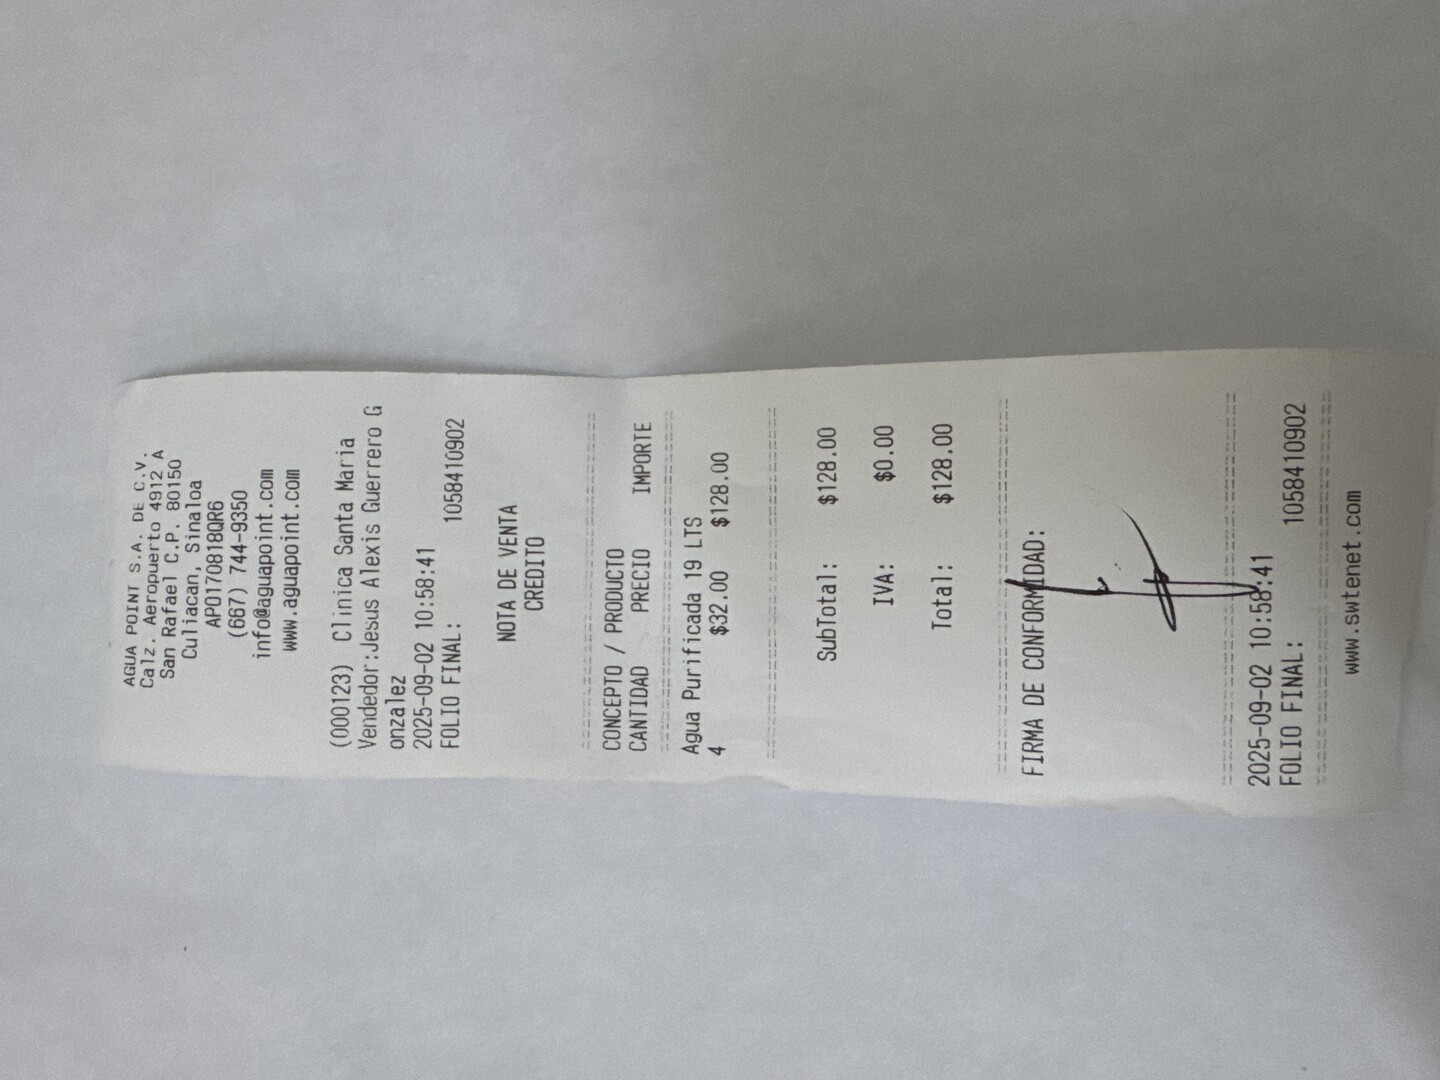 AGUA POINT S.A. DE C.V.
Calz. Aeropuerto 4912 A
San Rafael C.P. 80150
Culiacan, Sinaloa
APO170818QR6
(667) 744-9350
info@aguapoint.com
www.aguapoint.com
(000123) Clinica Santa Maria
Vendedor:Jesus Alexis Guerrero G
onzalez
2025-09-02 10:58:41
FOLIO FINAL: 1058410902
NOTA DE VENTA
CREDITO
CONCEPTO / PRODUCTO
CANTIDAD PRECIO IMPORTE
Agua Purificada 19 LTS
4 $32.00 $128.00
SubTotal: $128.00
IVA: $0.00
Total: $128.00
FIRMA DE CONFORMIDAD:
2025-09-02 10:58:41
FOLIO FINAL: 1058410902
www.swtenet.com